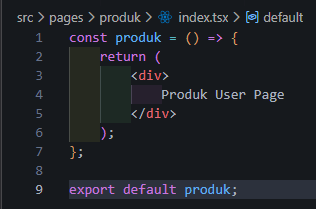 src > pages > produk > index.tsx > default
1 const produk = () => {
2     return (
3         <div>
4             Produk User Page
5         </div>
6     );
7 };
8
9 export default produk;